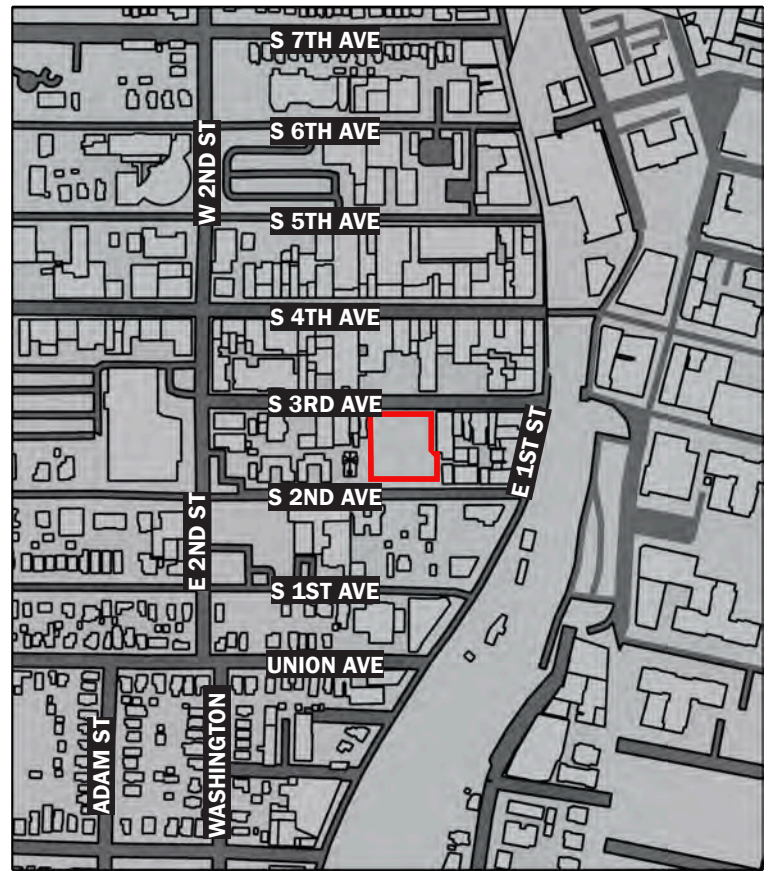 S 7TH AVE
S 6TH AVE
W 2ND ST
S 5TH AVE
S 4TH AVE
S 3RD AVE
E 1ST ST
S 2ND AVE
E 2ND ST
S 1ST AVE
UNION AVE
ADAM ST
WASHINGTON